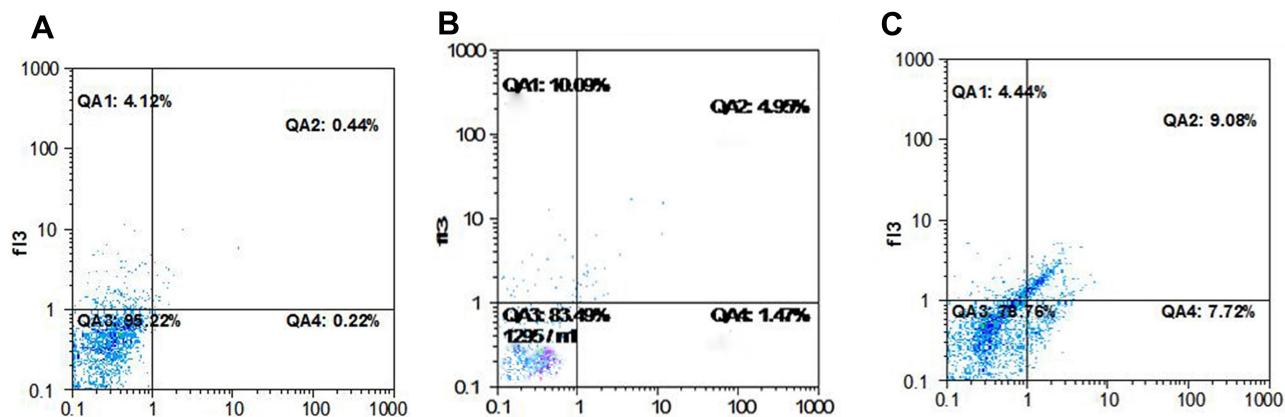 A
1000
QA1: 4.12%
QA2: 0.44%
100
10
fl3
1
QA3: 95.22%
QA4: 0.22%
0.1
0.1 1 10 100 1000
B
1000
QA1: 10.09%
QA2: 4.95%
100
10
fl3
1
QA3: 83.49%
QA4: 1.47%
1295 / ml
0.1
0.1 1 10 100 1000
C
1000
QA1: 4.44%
QA2: 9.08%
100
10
fl3
1
QA3: 78.76%
QA4: 7.72%
0.1
0.1 1 10 100 1000